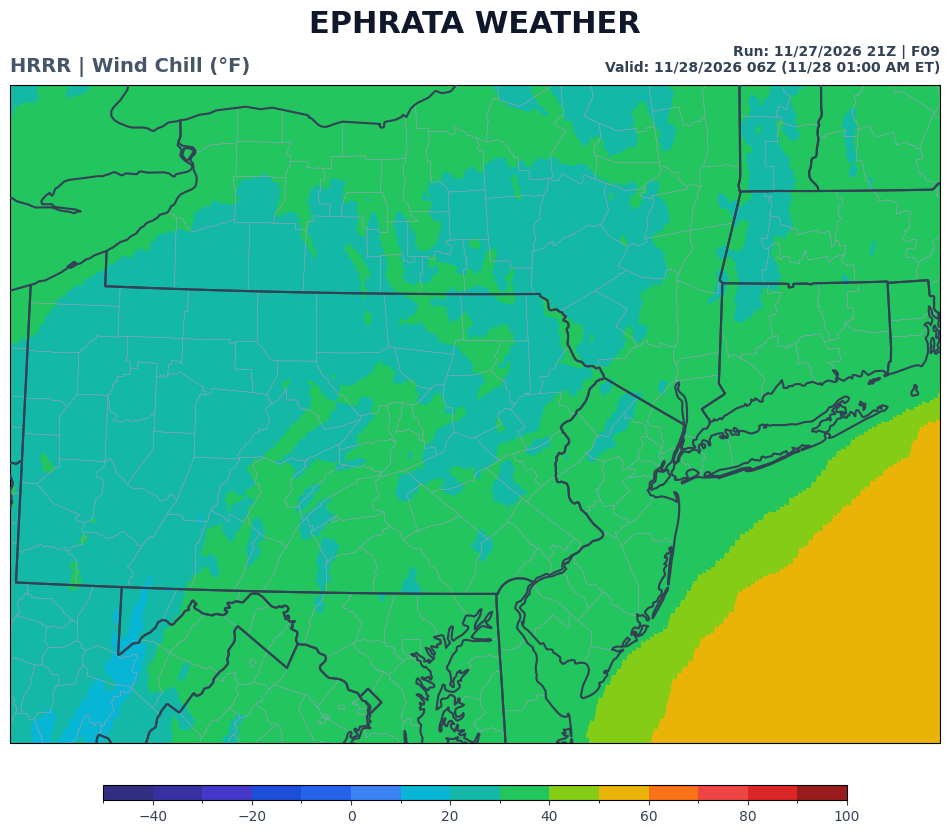 EPHRATA WEATHER
HRRR | Wind Chill (°F)
Run: 11/27/2026 21Z | F09
Valid: 11/28/2026 06Z (11/28 01:00 AM ET)
−40 −20 0 20 40 60 80 100